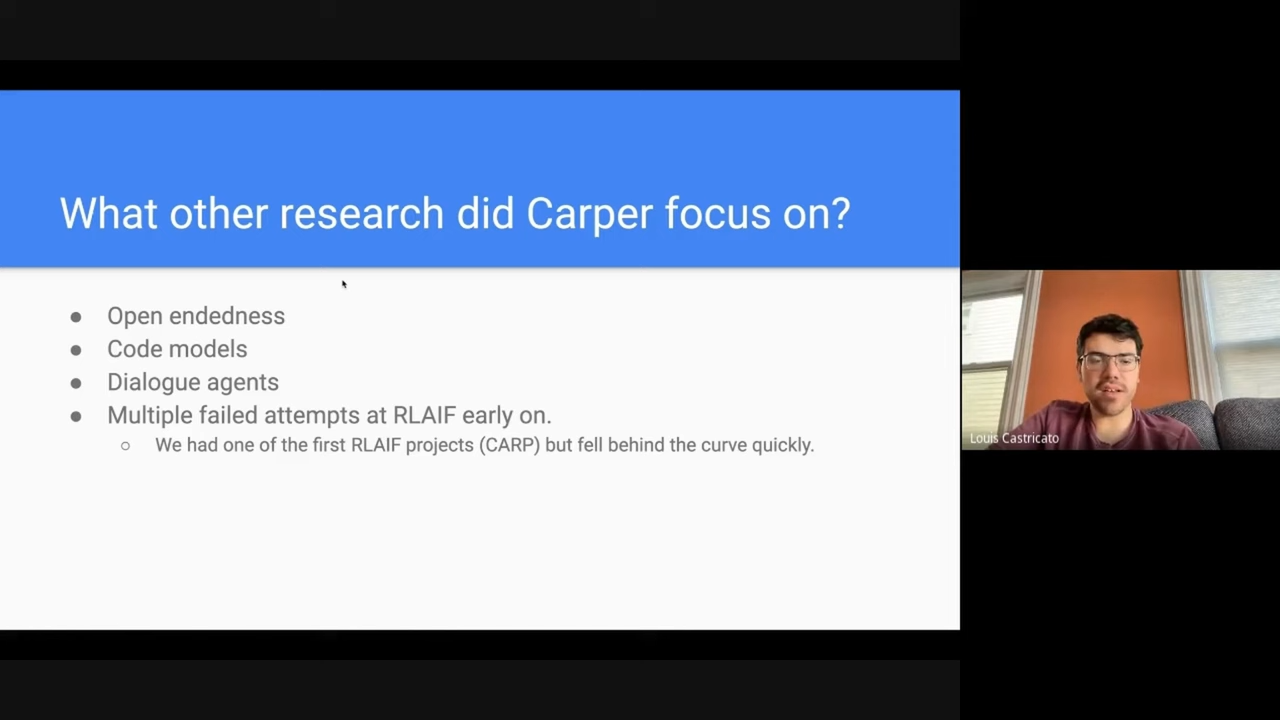 What other research did Carper focus on?
● Open endedness
● Code models
● Dialogue agents
● Multiple failed attempts at RLAIF early on.
○ We had one of the first RLAIF projects (CARP) but fell behind the curve quickly.
Louis Castricato